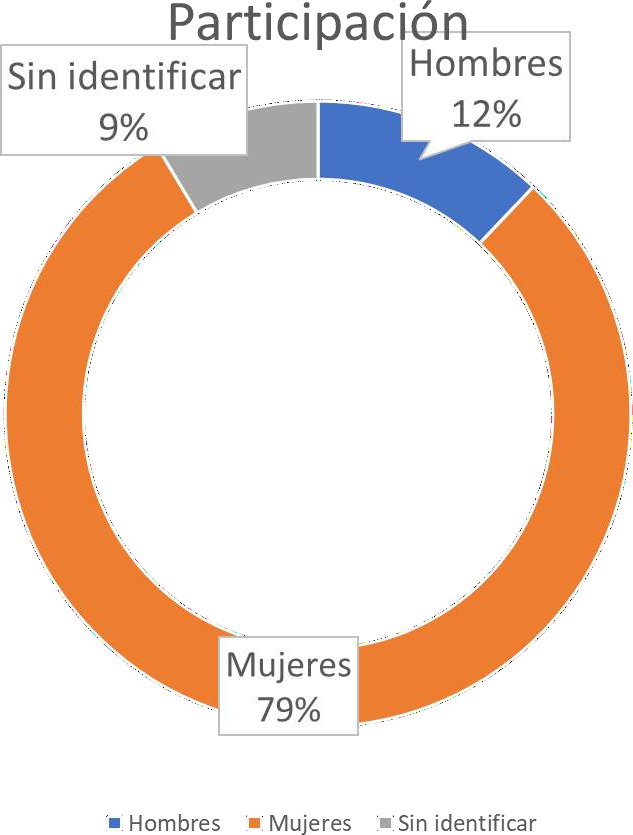 Participación
Sin identificar
9%
Hombres
12%
Mujeres
79%
Hombres Mujeres Sin identificar